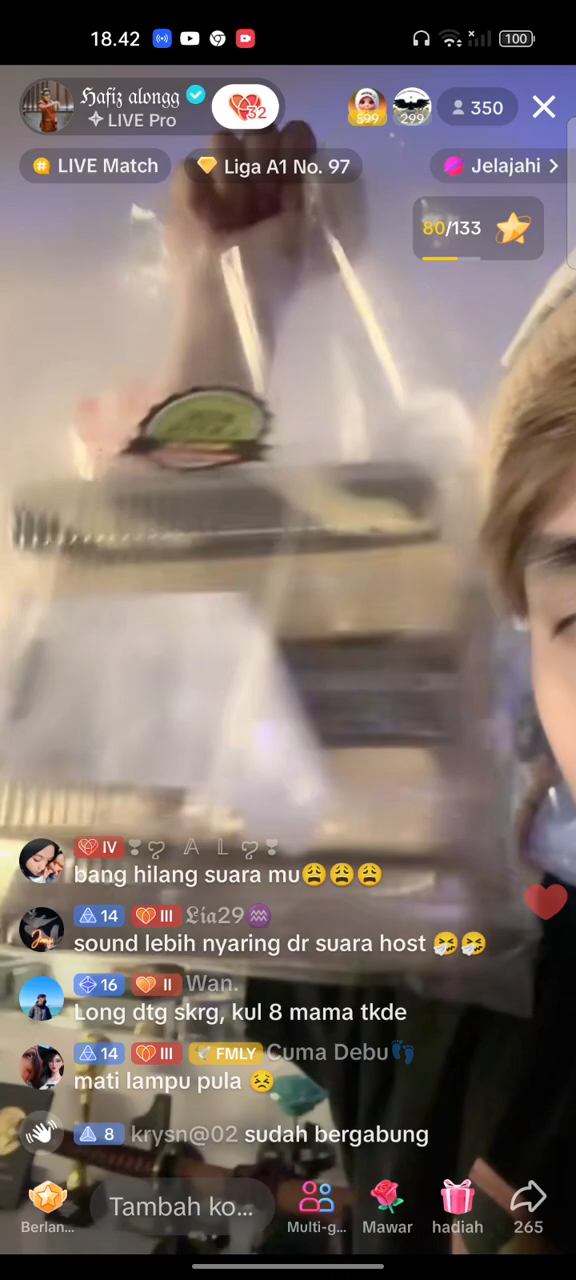 18.42
100
ℌafiz alongg
LIVE Pro
32
599
299
350
LIVE Match
Liga A1 No. 97
Jelajahi >
80/133
IV 𝔸 𝕃
bang hilang suara mu😩😩😩
14 III 𝔏ía29♒
sound lebih nyaring dr suara host 🤧🤧
16 II Wan.
Long dtg skrg, kul 8 mama tkde
14 III FMLY Cuma Debu👣
mati lampu pula 😣
8 krysn@02 sudah bergabung
Tambah ko...
Berlan...
Multi-g...
Mawar
hadiah
265